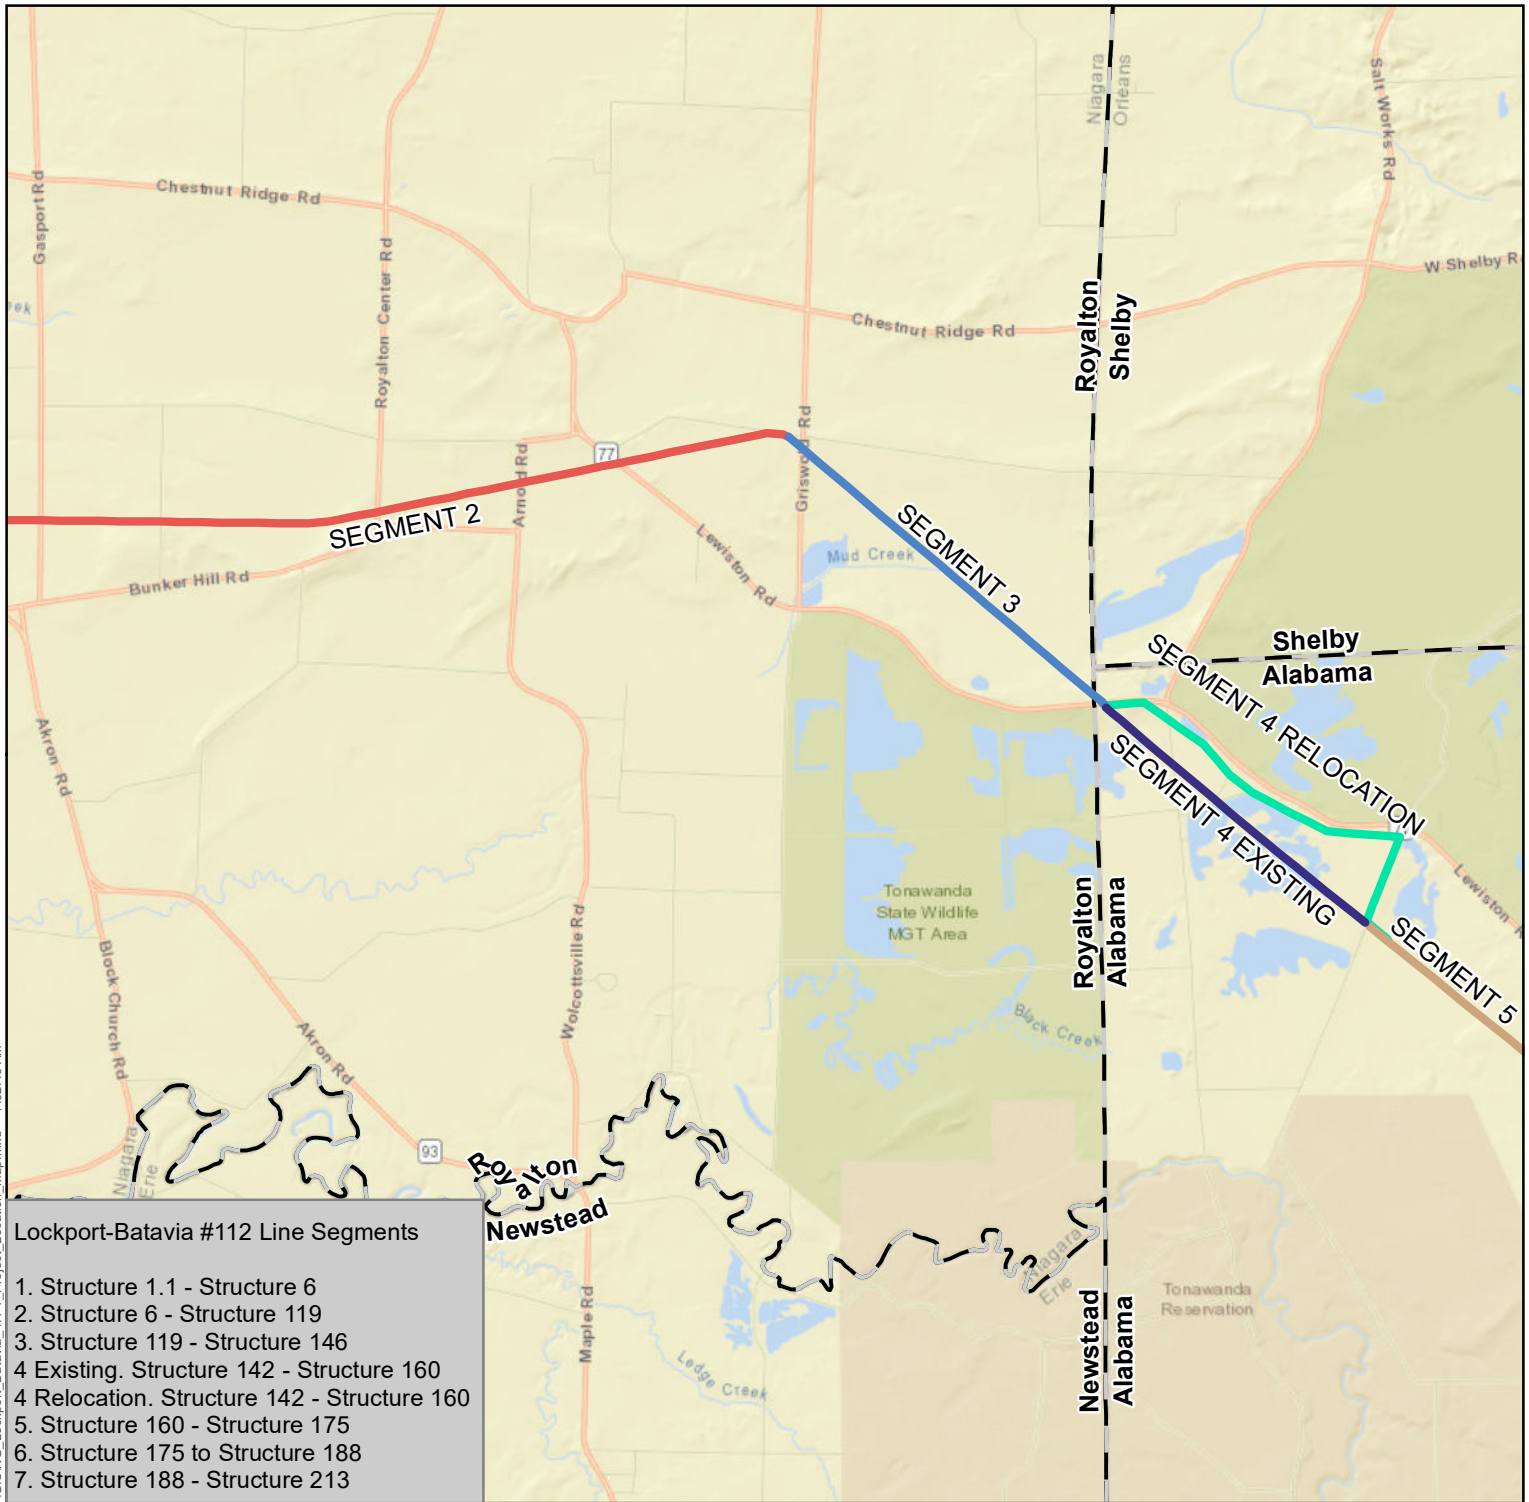 Niagara
Orleans
Salt Works Rd
Gasport Rd
Chestnut Ridge Rd
Royalton Center Rd
W Shelby R
eek
Royalton
Shelby
Chestnut Ridge Rd
Griswold Rd
77
Arnold Rd
SEGMENT 2
SEGMENT 3
Mud Creek
Lewiston Rd
Bunker Hill Rd
Shelby
Alabama
SEGMENT 4 RELOCATION
SEGMENT 4 EXISTING
Akron Rd
Tonawanda
State Wildlife
MGT Area
Royalton
Alabama
Lewiston R
SEGMENT 5
Wolcottsville Rd
Block Church Rd
Black Creek
Akron Rd
93
Niagara
Erie
Royalton
Newstead
Niagara
Erie
Tonawanda
Reservation
Newstead
Alabama
Maple Rd
Ledge Creek
Lockport-Batavia #112 Line Segments
1. Structure 1.1 - Structure 6
2. Structure 6 - Structure 119
3. Structure 119 - Structure 146
4 Existing. Structure 142 - Structure 160
4 Relocation. Structure 142 - Structure 160
5. Structure 160 - Structure 175
6. Structure 175 to Structure 188
7. Structure 188 - Structure 213